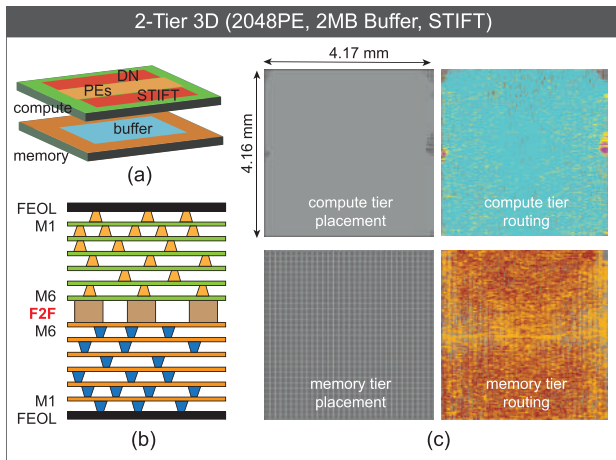 2-Tier 3D (2048PE, 2MB Buffer, STIFT)
DN
PEs
STIFT
compute
buffer
memory
(a)
FEOL
M1
M6
F2F
M6
M1
FEOL
(b)
4.17 mm
4.16 mm
compute tier
placement
compute tier
routing
memory tier
placement
memory tier
routing
(c)